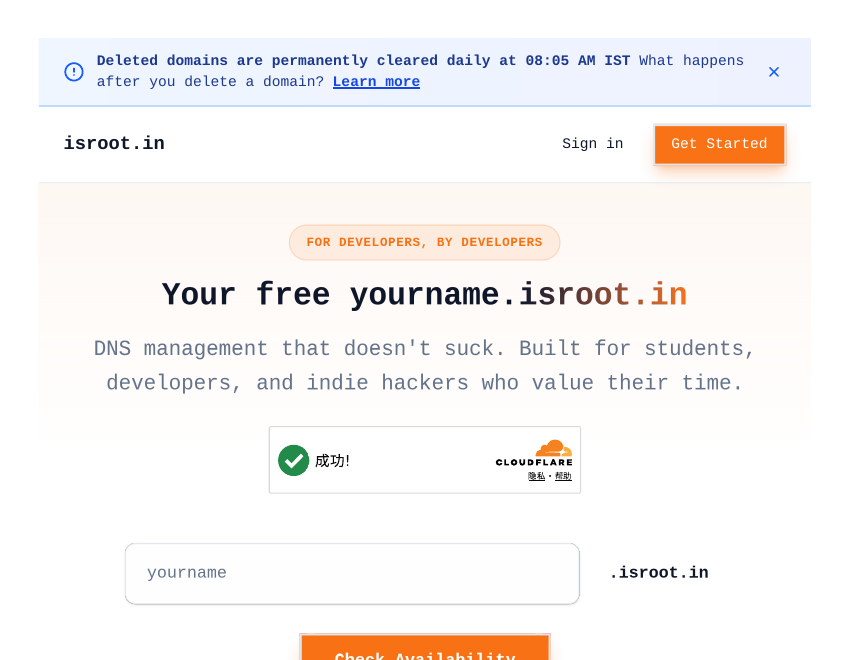 Deleted domains are permanently cleared daily at 08:05 AM IST What happens
after you delete a domain? Learn more
isroot.in
Sign in
Get Started
FOR DEVELOPERS, BY DEVELOPERS
Your free yourname.isroot.in
DNS management that doesn't suck. Built for students,
developers, and indie hackers who value their time.
成功!
CLOUDFLARE
隐私 • 帮助
yourname
.isroot.in
Check Availability